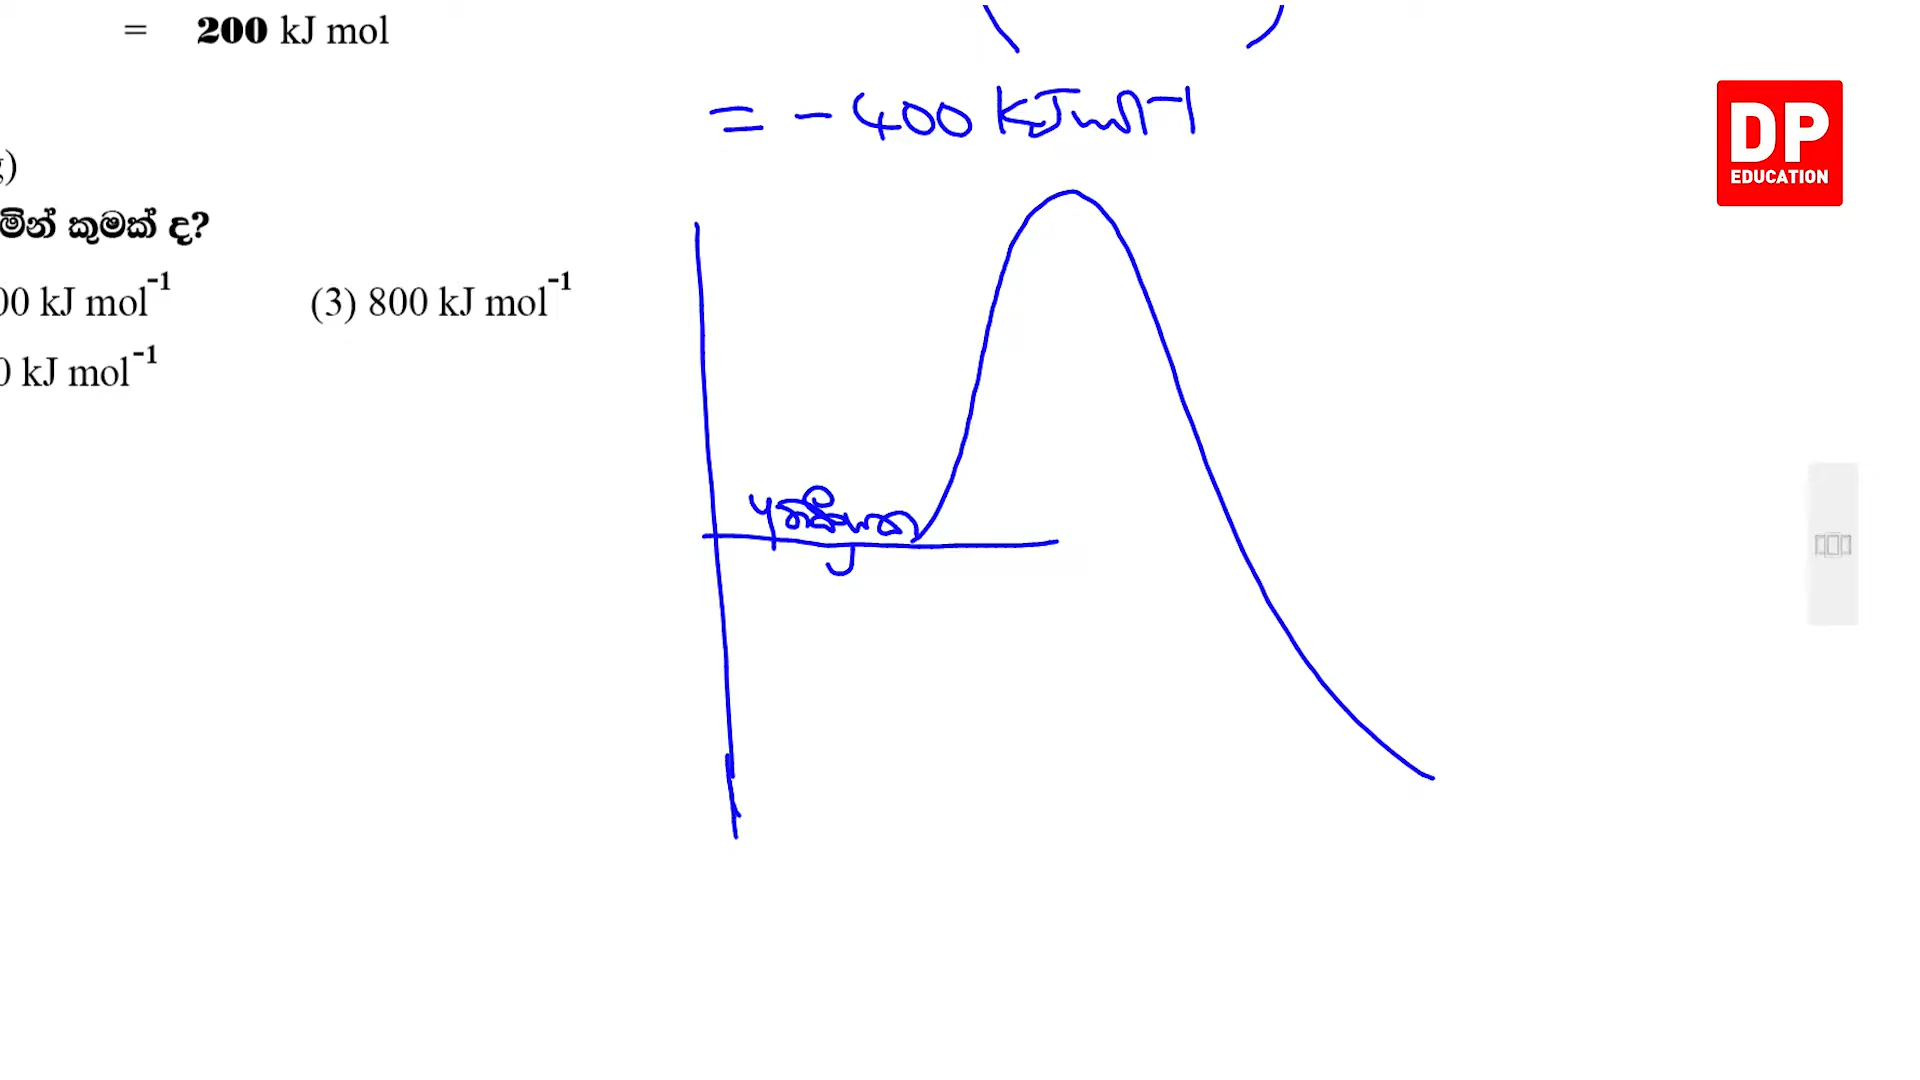 = 200 kJ mol
= - 400 kJmol-1
DP
EDUCATION
g)
මින් කුමක් ද?
00 kJ mol-1 (3) 800 kJ mol-1
0 kJ mol-1